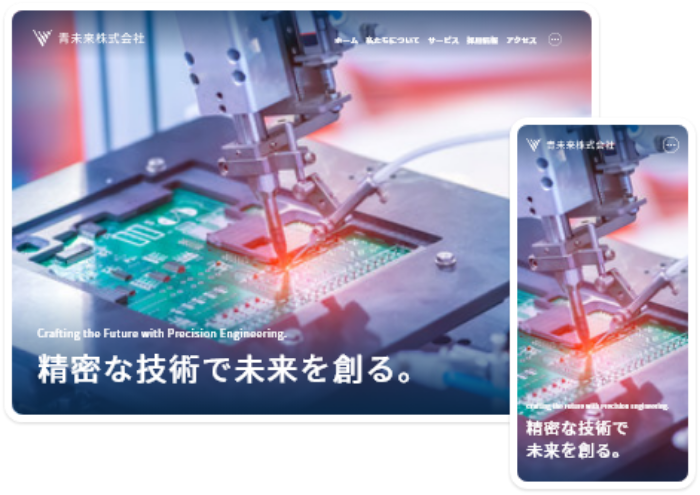 青未来株式会社
ホーム 私たちについて サービス 採用情報 アクセス
Crafting the Future with Precision Engineering.
精密な技術で未来を創る。
青未来株式会社
Crafting the Future with Precision Engineering.
精密な技術で
未来を創る。